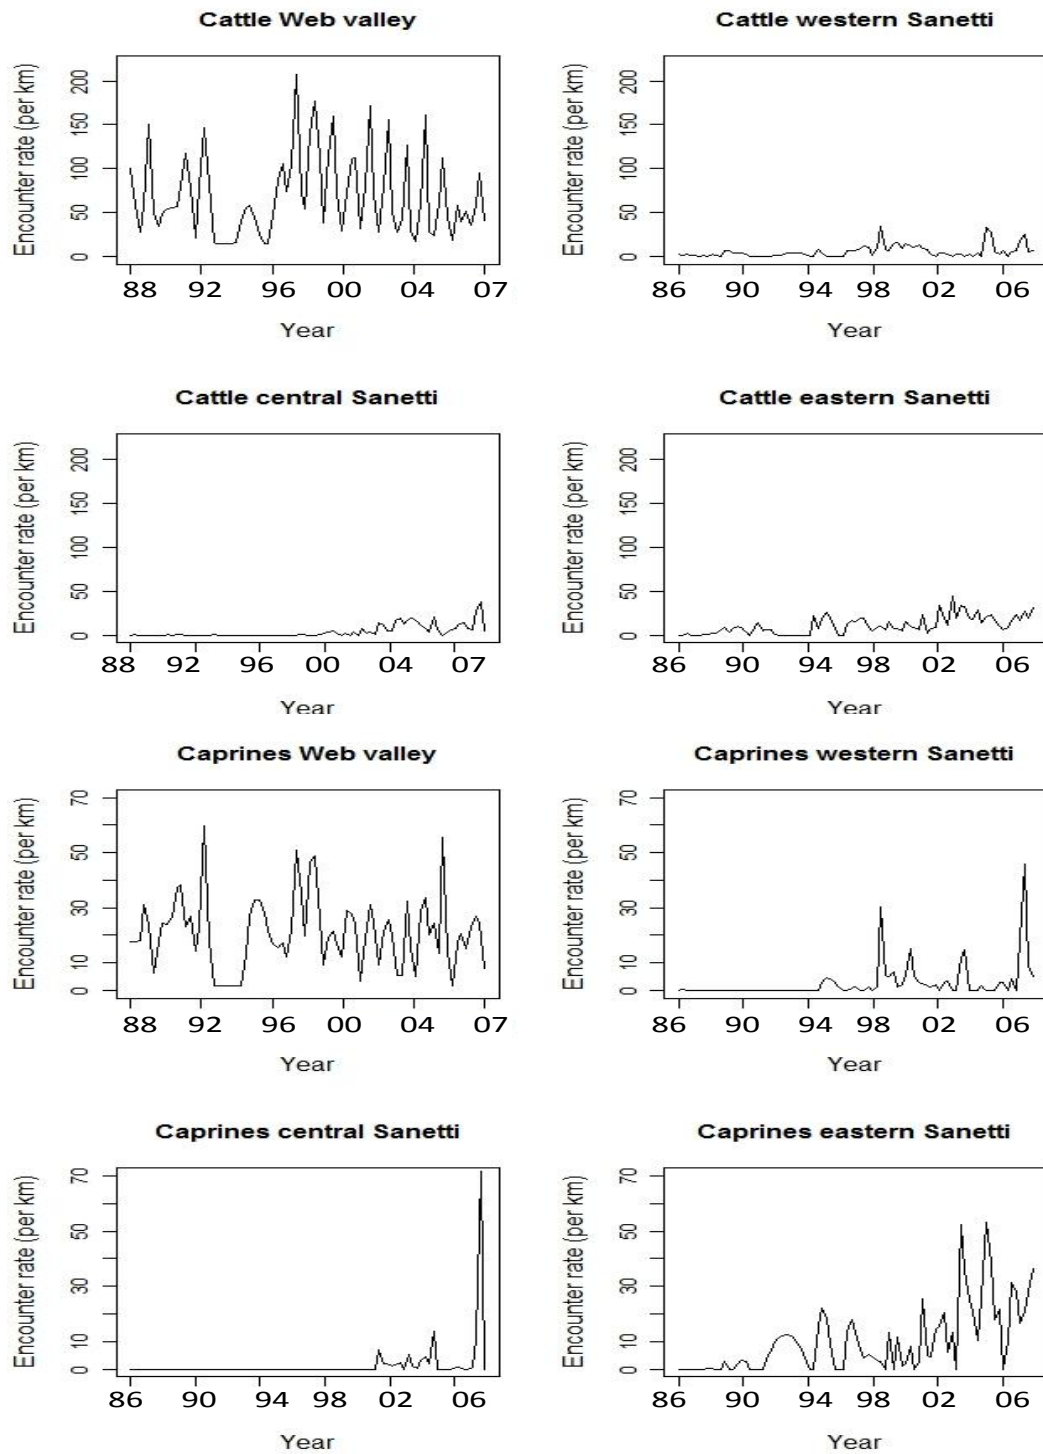 Cattle Web valley
Encounter rate (per km)
200
150
100
50
0
88 92 96 00 04 07
Year
Cattle western Sanetti
Encounter rate (per km)
200
150
100
50
0
86 90 94 98 02 06
Year
Cattle central Sanetti
Encounter rate (per km)
200
150
100
50
0
88 92 96 00 04 07
Year
Cattle eastern Sanetti
Encounter rate (per km)
200
150
100
50
0
86 90 94 98 02 06
Year
Caprines Web valley
Encounter rate (per km)
70
50
30
10
0
88 92 96 00 04 07
Year
Caprines western Sanetti
Encounter rate (per km)
70
50
30
10
0
86 90 94 98 02 06
Year
Caprines central Sanetti
Encounter rate (per km)
70
50
30
10
0
86 90 94 98 02 06
Year
Caprines eastern Sanetti
Encounter rate (per km)
70
50
30
10
0
86 90 94 98 02 06
Year